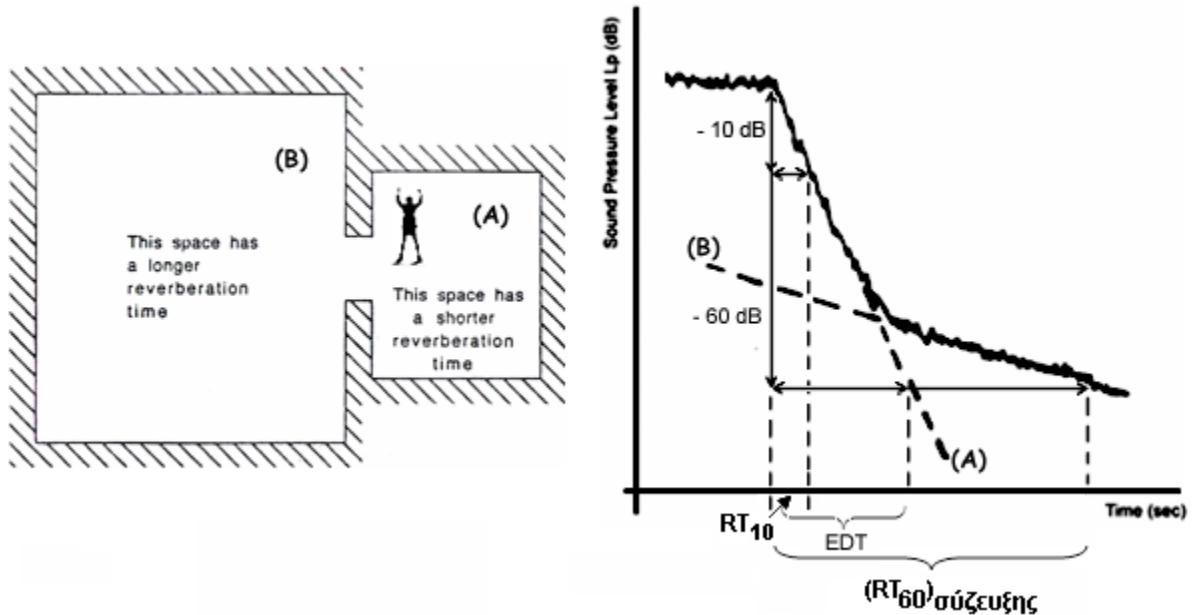 (B)
This space has
a longer
reverberation
time
(A)
This space has
a shorter
reverberation
time
Sound Pressure Level Lp (dB)
- 10 dB
(B)
- 60 dB
(A)
Time (sec)
RT10
EDT
(RT60)σύζευξης